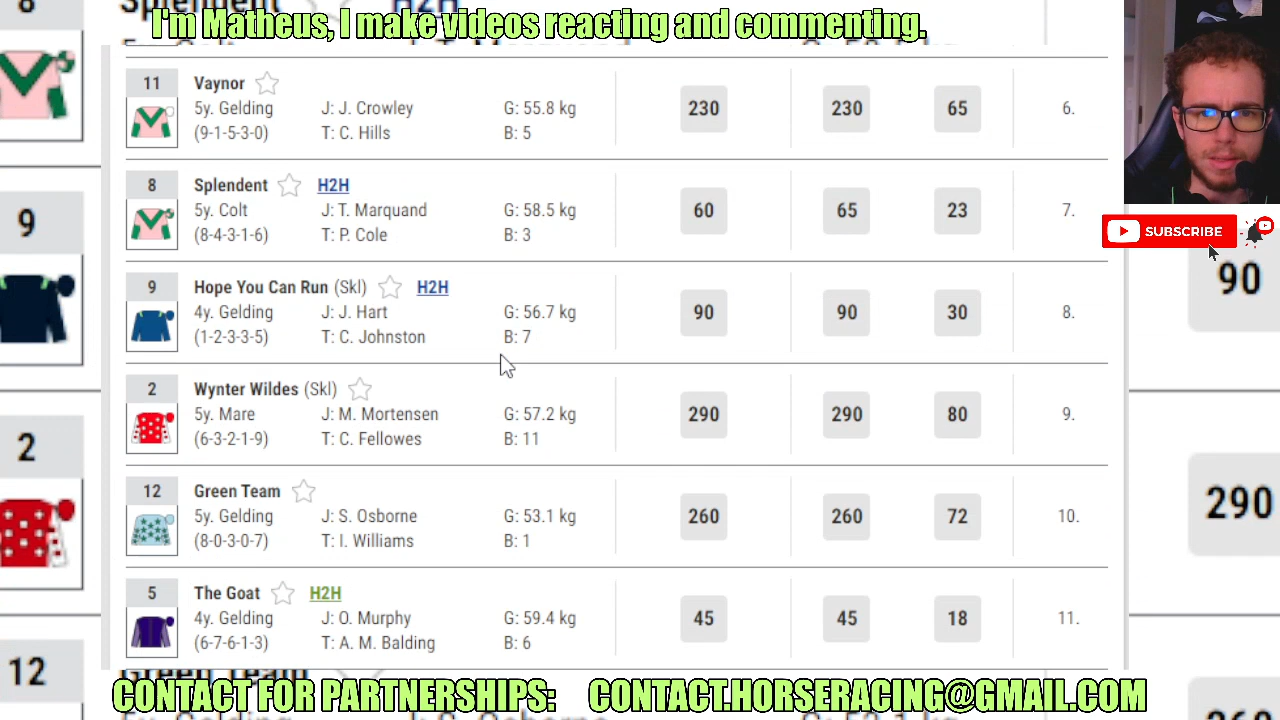 8
Splendent
H2H
I'm Matheus, I make videos reacting and commenting.
11 Vaynor
5y. Gelding J: J. Crowley G: 55.8 kg 230 230 65 6.
(9-1-5-3-0) T: C. Hills B: 5
8 Splendent H2H
5y. Colt J: T. Marquand G: 58.5 kg 60 65 23 7.
(8-4-3-1-6) T: P. Cole B: 3
SUBSCRIBE
9
90
9 Hope You Can Run (Skl) H2H
4y. Gelding J: J. Hart G: 56.7 kg 90 90 30 8.
(1-2-3-3-5) T: C. Johnston B: 7
2 Wynter Wildes (Skl)
5y. Mare J: M. Mortensen G: 57.2 kg 290 290 80 9.
(6-3-2-1-9) T: C. Fellowes B: 11
2
290
12 Green Team
5y. Gelding J: S. Osborne G: 53.1 kg 260 260 72 10.
(8-0-3-0-7) T: I. Williams B: 1
5 The Goat H2H
4y. Gelding J: O. Murphy G: 59.4 kg 45 45 18 11.
(6-7-6-1-3) T: A. M. Balding B: 6
12
Green Team
CONTACT FOR PARTNERSHIPS: CONTACT.HORSERACING@GMAIL.COM